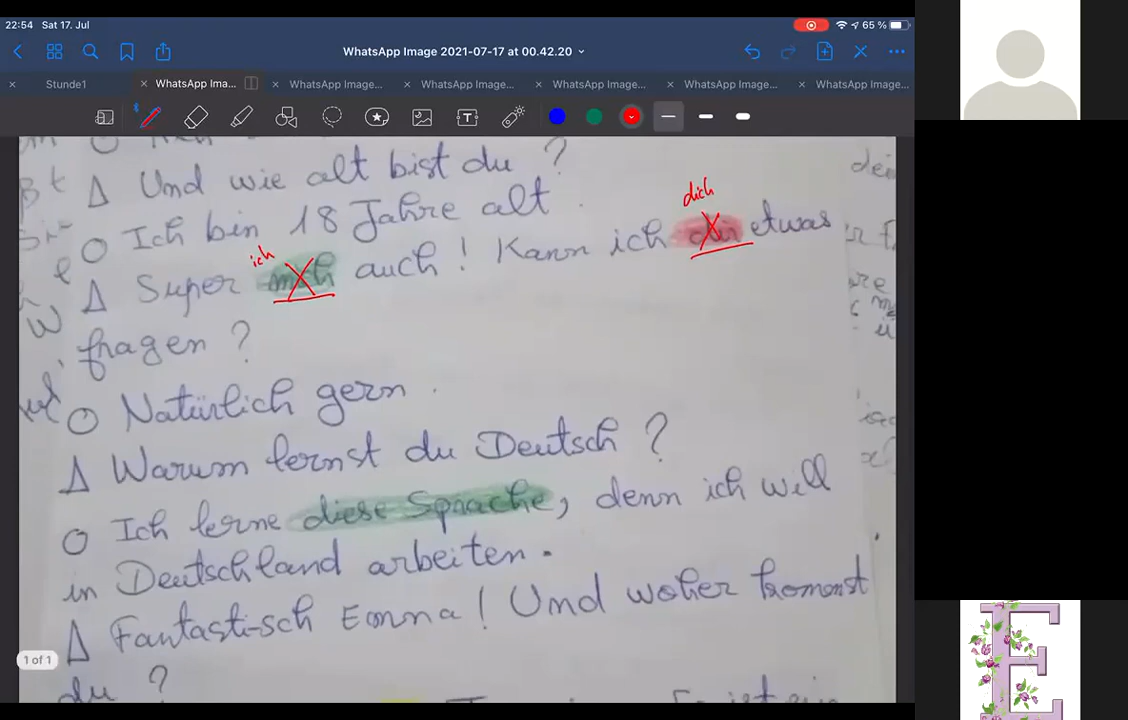 22:54 Sat 17. Jul 65 %
WhatsApp Image 2021-07-17 at 00.42.20
Stunde1 WhatsApp Ima... WhatsApp Image... WhatsApp Image... WhatsApp Image... WhatsApp Image... WhatsApp Image...
T
Und wie alt bist du ?
dich
Ich bin 18 Jahre alt.
ich
Super mich auch ! Kann ich dir etwas
fragen ?
Natürlich gern.
Warum lernst du Deutsch ?
Ich lerne diese Sprache, denn ich will
in Deutschland arbeiten.
Fantastisch Emma ! Und woher komonst
du ?
1 of 1
E